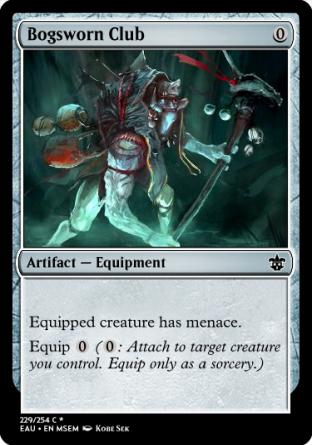 Bogsworn Club 0
Artifact — Equipment
Equipped creature has menace.
Equip 0 ( 0 : Attach to target creature
you control. Equip only as a sorcery.)
229/254 C *
EAU • EN MSEM Kobe Sek